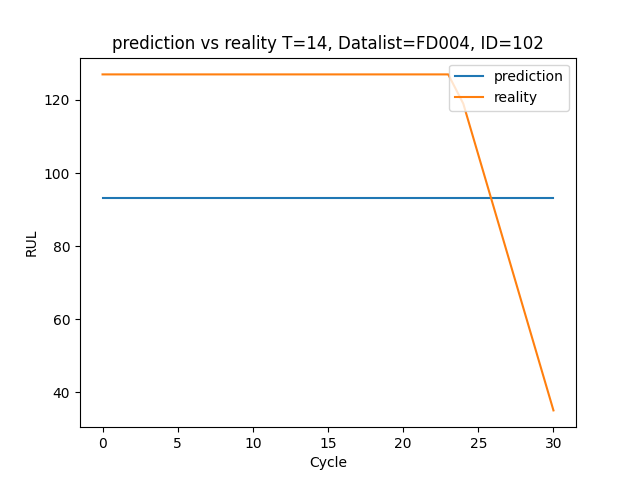 prediction vs reality T=14, Datalist=FD004, ID=102
prediction
reality
120
100
80
60
40
RUL
0 5 10 15 20 25 30
Cycle